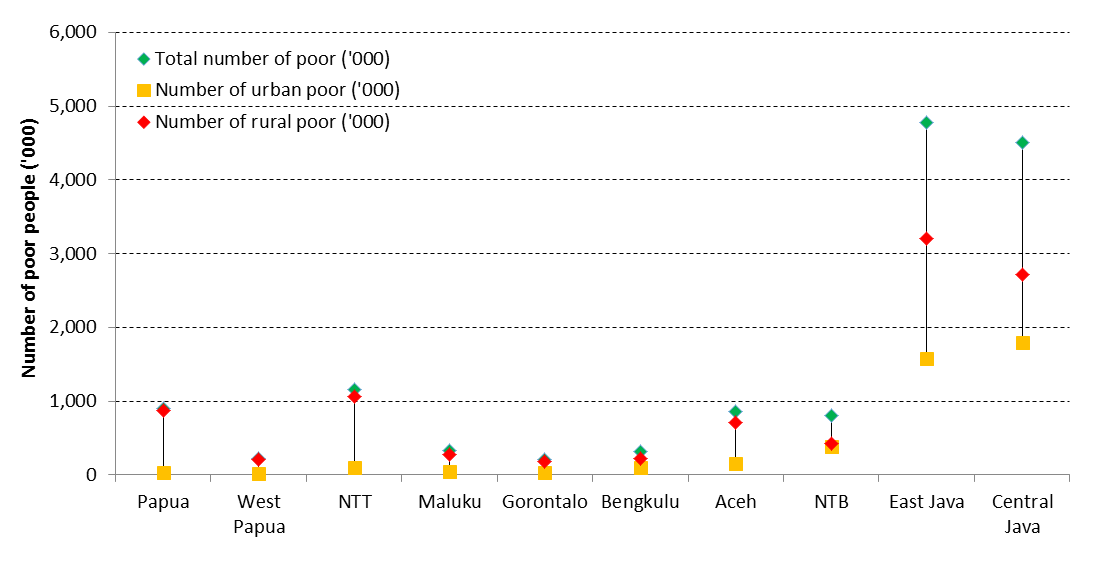 6,000
5,000
4,000
3,000
2,000
1,000
0
Number of poor people ('000)
Total number of poor ('000)
Number of urban poor ('000)
Number of rural poor ('000)
Papua
West
Papua
NTT
Maluku
Gorontalo
Bengkulu
Aceh
NTB
East Java
Central
Java